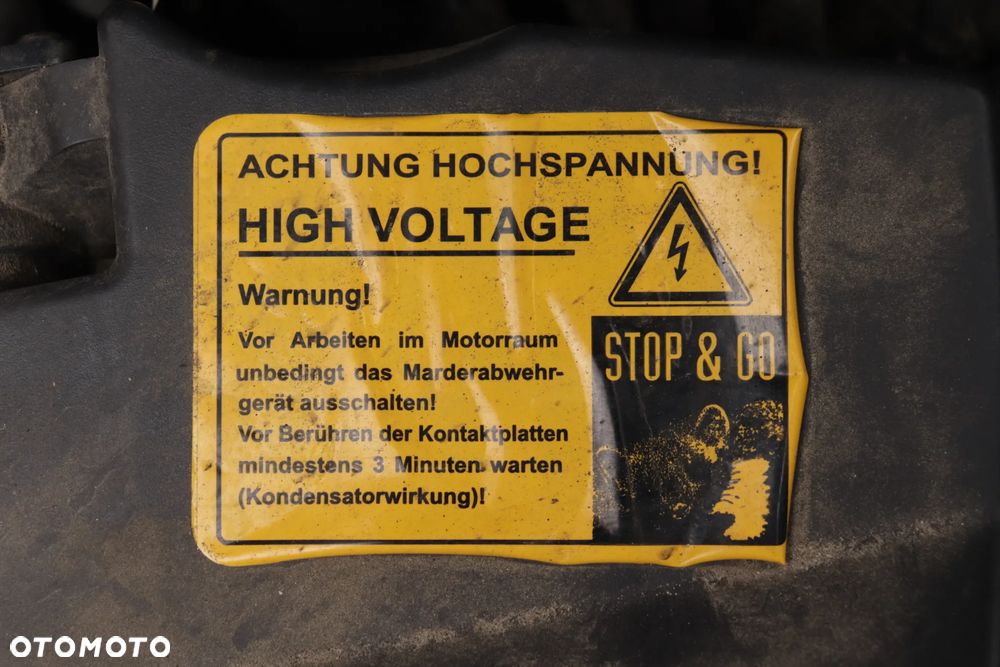 ACHTUNG HOCHSPANNUNG!
HIGH VOLTAGE
Warnung!
Vor Arbeiten im Motorraum
unbedingt das Marderabwehr-
gerät ausschalten!
Vor Berühren der Kontaktplatten
mindestens 3 Minuten warten
(Kondensatorwirkung)!
STOP & GO
OTOMOTO